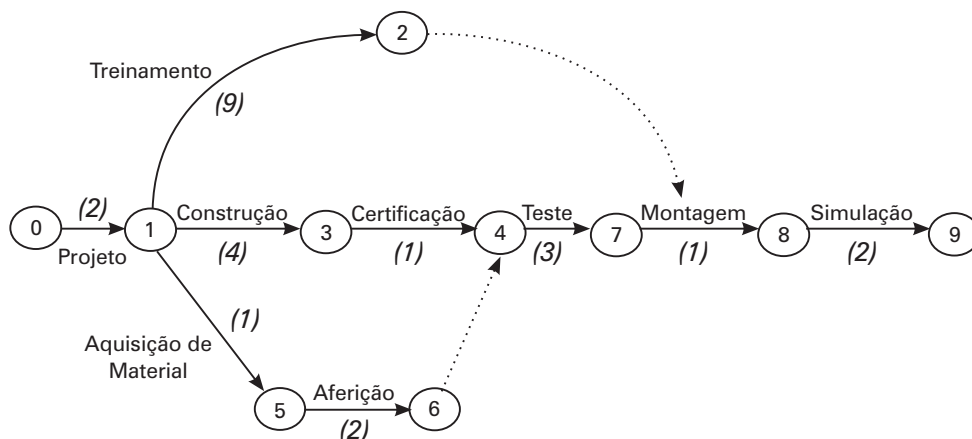 2
Treinamento
(9)
(2)
Construção
Certificação
Teste
Montagem
Simulação
0
1
3
4
7
8
9
Projeto
(4)
(1)
(3)
(1)
(2)
(1)
Aquisição de
Material
Aferição
5
6
(2)